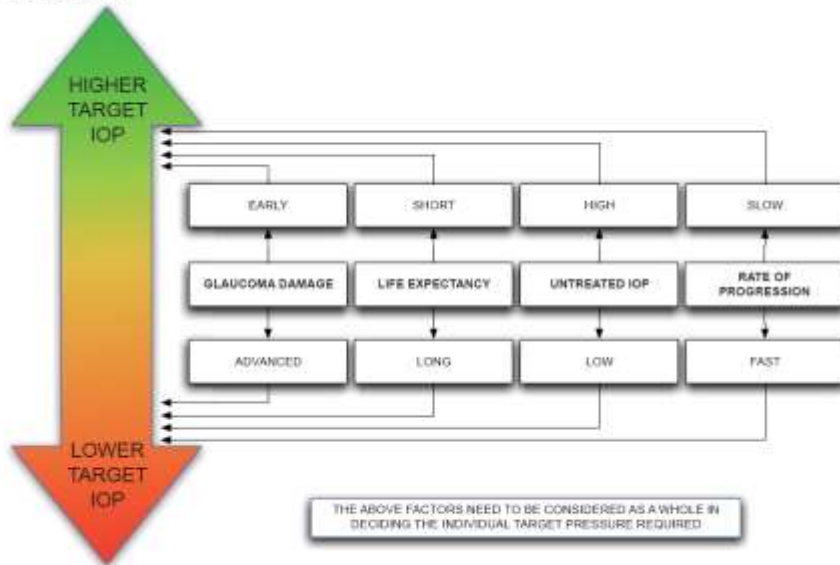 HIGHER
TARGET
IOP
EARLY
SHORT
HIGH
SLOW
GLAUCOMA DAMAGE
LIFE EXPECTANCY
UNTREATED IOP
RATE OF
PROGRESSION
ADVANCED
LONG
LOW
FAST
LOWER
TARGET
IOP
THE ABOVE FACTORS NEED TO BE CONSIDERED AS A WHOLE IN
DECIDING THE INDIVIDUAL TARGET PRESSURE REQUIRED